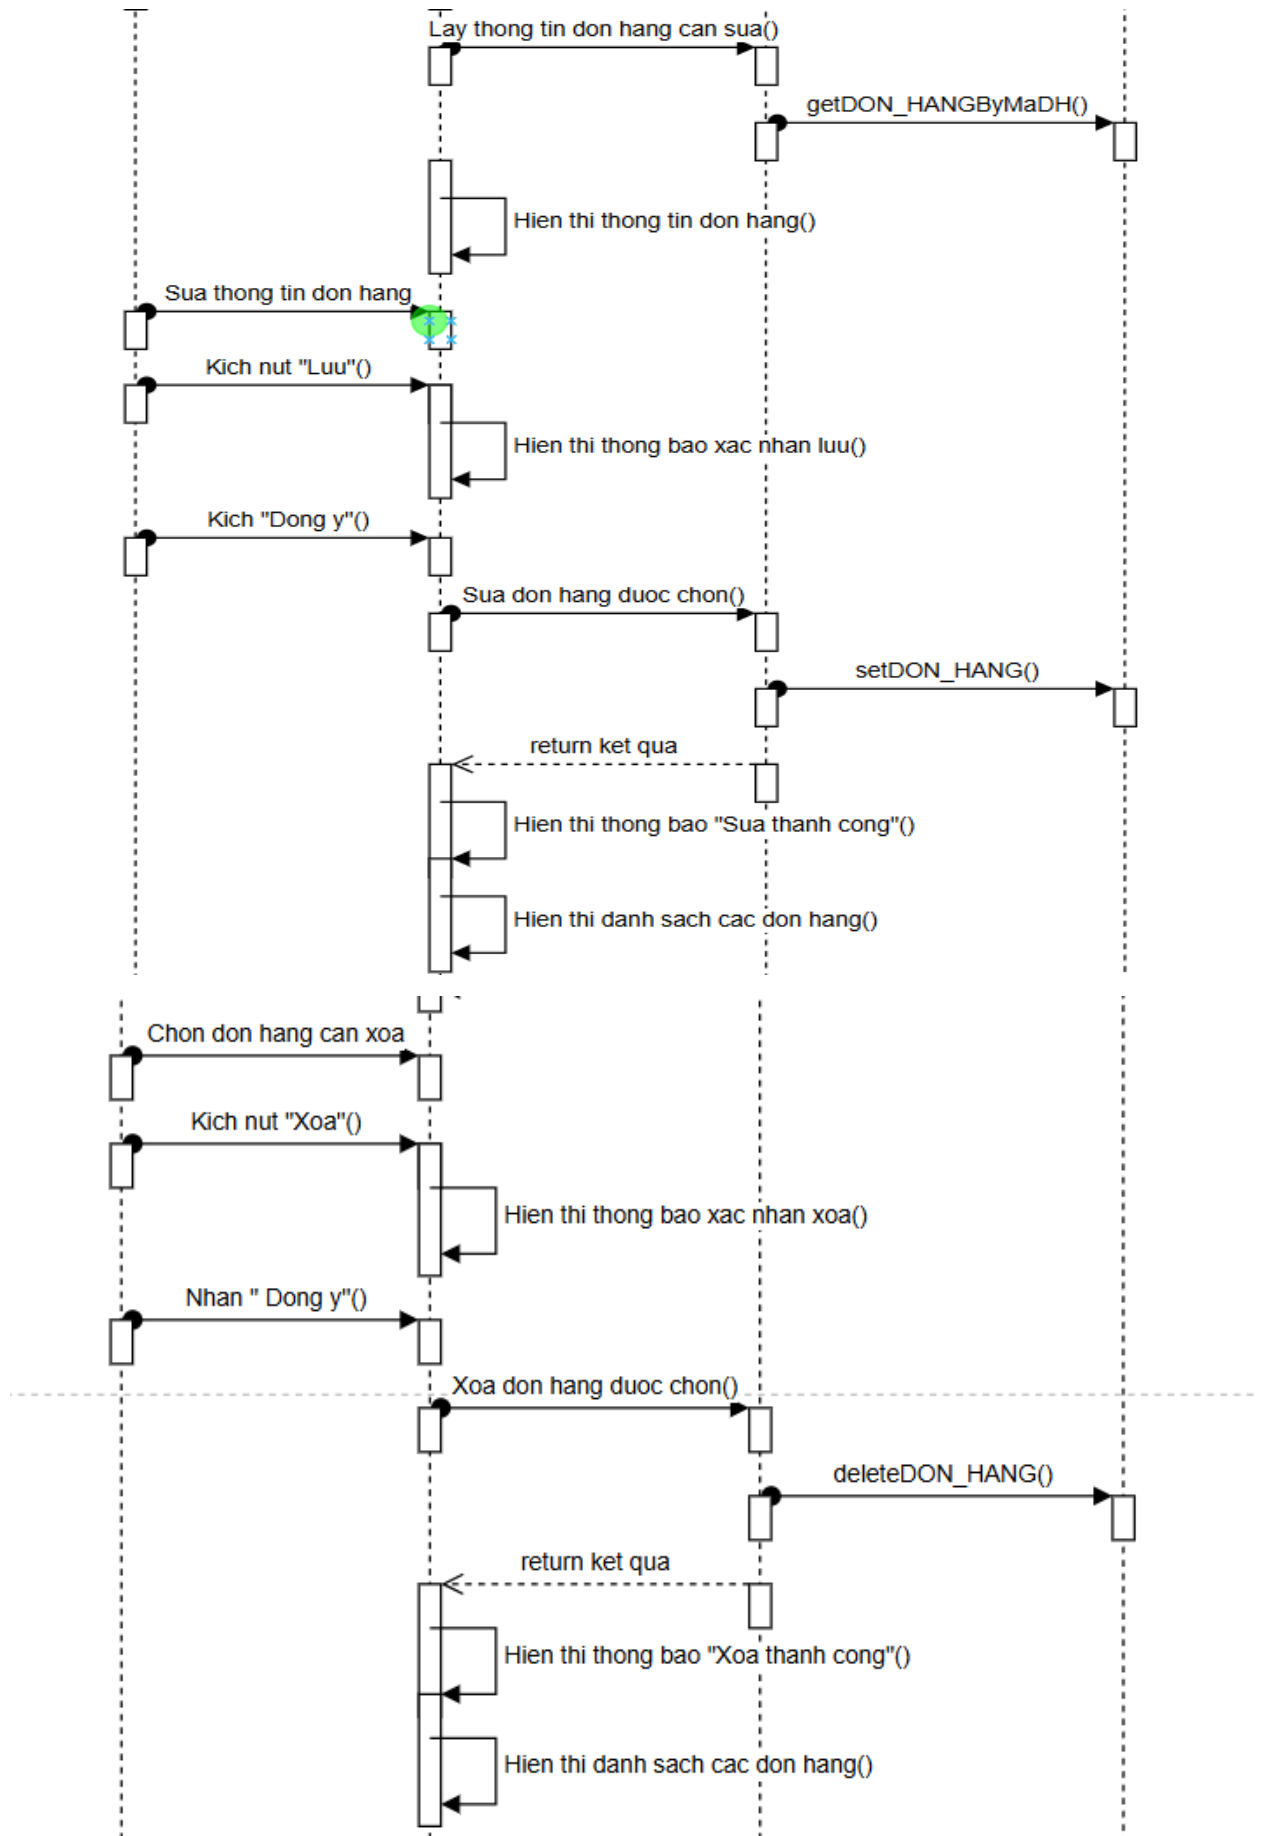 Lay thong tin don hang can sua()
getDON_HANGByMaDH()
Hien thi thong tin don hang()
Sua thong tin don hang
Kich nut "Luu"()
Hien thi thong bao xac nhan luu()
Kich "Dong y"()
Sua don hang duoc chon()
setDON_HANG()
return ket qua
Hien thi thong bao "Sua thanh cong"()
Hien thi danh sach cac don hang()
Chon don hang can xoa
Kich nut "Xoa"()
Hien thi thong bao xac nhan xoa()
Nhan " Dong y"()
Xoa don hang duoc chon()
deleteDON_HANG()
return ket qua
Hien thi thong bao "Xoa thanh cong"()
Hien thi danh sach cac don hang()